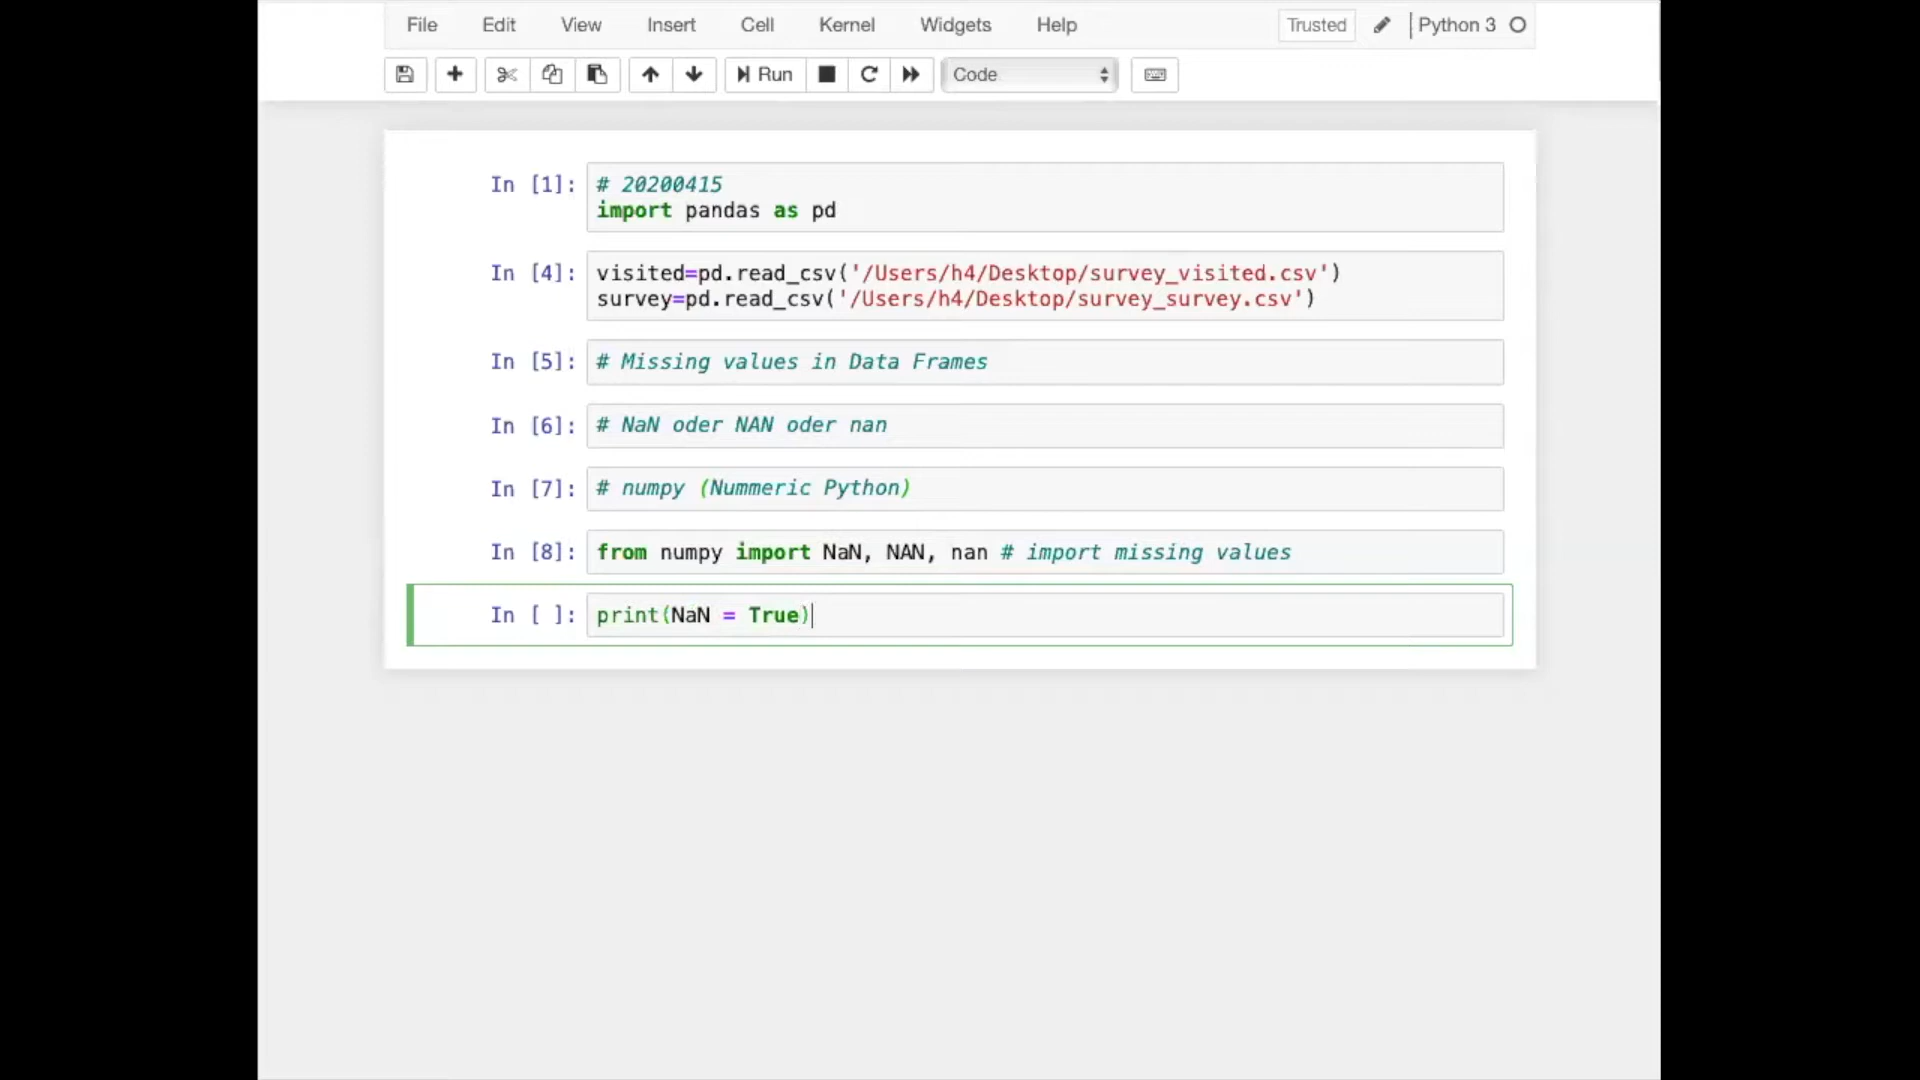 File Edit View Insert Cell Kernel Widgets Help Trusted Python 3
Run Code
In [1]: # 20200415
import pandas as pd
In [4]: visited=pd.read_csv('/Users/h4/Desktop/survey_visited.csv')
survey=pd.read_csv('/Users/h4/Desktop/survey_survey.csv')
In [5]: # Missing values in Data Frames
In [6]: # NaN oder NAN oder nan
In [7]: # numpy (Nummeric Python)
In [8]: from numpy import NaN, NAN, nan # import missing values
In [ ]: print(NaN = True)